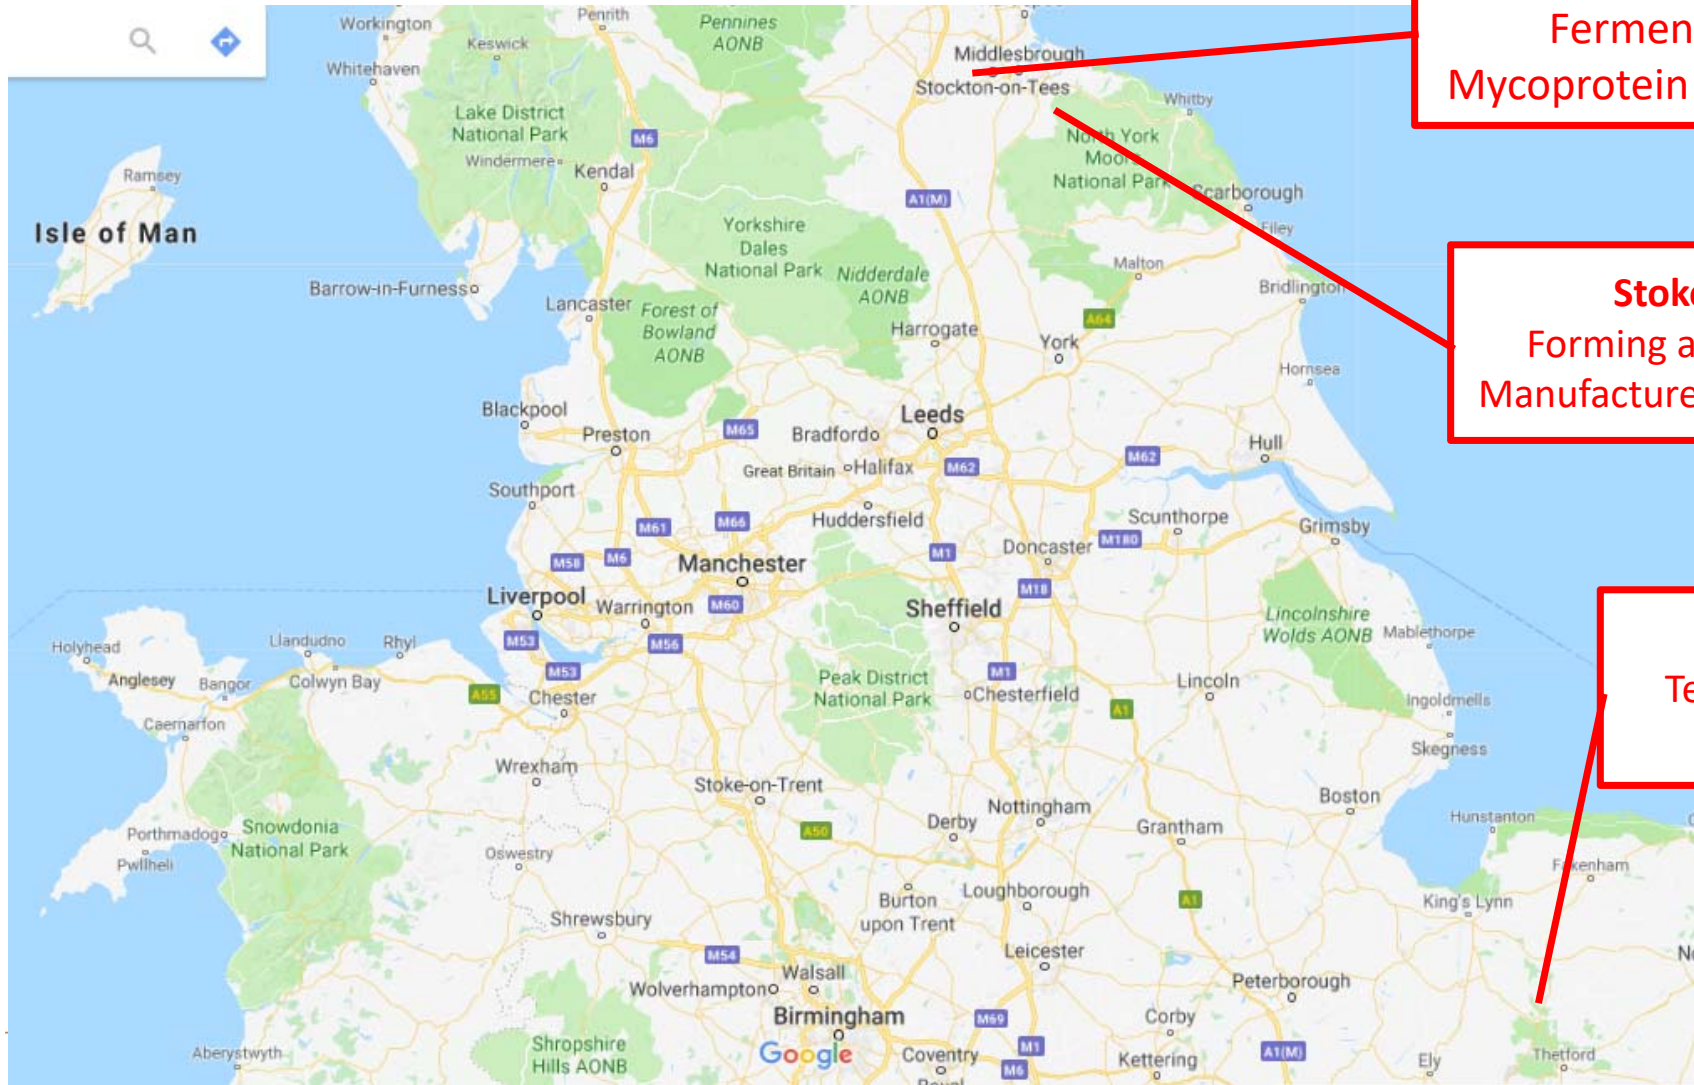 Workington
Penrith
Pennines
AONB
Keswick
Whitehaven
Middlesbrough
Stockton-on-Tees
Whitby
Lake District
National Park
M6
North York
Moors
National Park
Windermere
Kendal
Ramsey
A1(M)
Scarborough
Isle of Man
Yorkshire
Dales
National Park
Filey
Nidderdale
AONB
Malton
Barrow-in-Furness
Bridlington
Lancaster
Forest of
Bowland
AONB
Harrogate
A64
York
Hornsea
Blackpool
Leeds
Preston
M65
Bradford
Hull
Great Britain
Halifax
M62
M62
Southport
M61
M66
Huddersfield
Scunthorpe
Grimsby
M58
M6
Manchester
M1
Doncaster
M180
Liverpool
Warrington
M60
Sheffield
M18
Lincolnshire
Wolds AONB
Mablethorpe
Holyhead
Llandudno
Rhyl
M53
M56
Anglesey
Bangor
Colwyn Bay
A55
M53
Chester
Peak District
National Park
M1
Chesterfield
Lincoln
A1
Ingoldmells
Caernarfon
Skegness
Wrexham
Stoke-on-Trent
Nottingham
Boston
Porthmadog
Snowdonia
National Park
A50
Derby
Grantham
Hunstanton
Pwllheli
Oswestry
Fakenham
Burton
upon Trent
Loughborough
A1
King's Lynn
Shrewsbury
M54
Walsall
Leicester
Wolverhampton
Peterborough
Birmingham
M69
Corby
Aberystwyth
Shropshire
Hills AONB
Google
Coventry
M1
M6
Kettering
A1(M)
Ely
Thetford
Fermen
Mycoprotein
Stoke
Forming a
Manufacture
Te